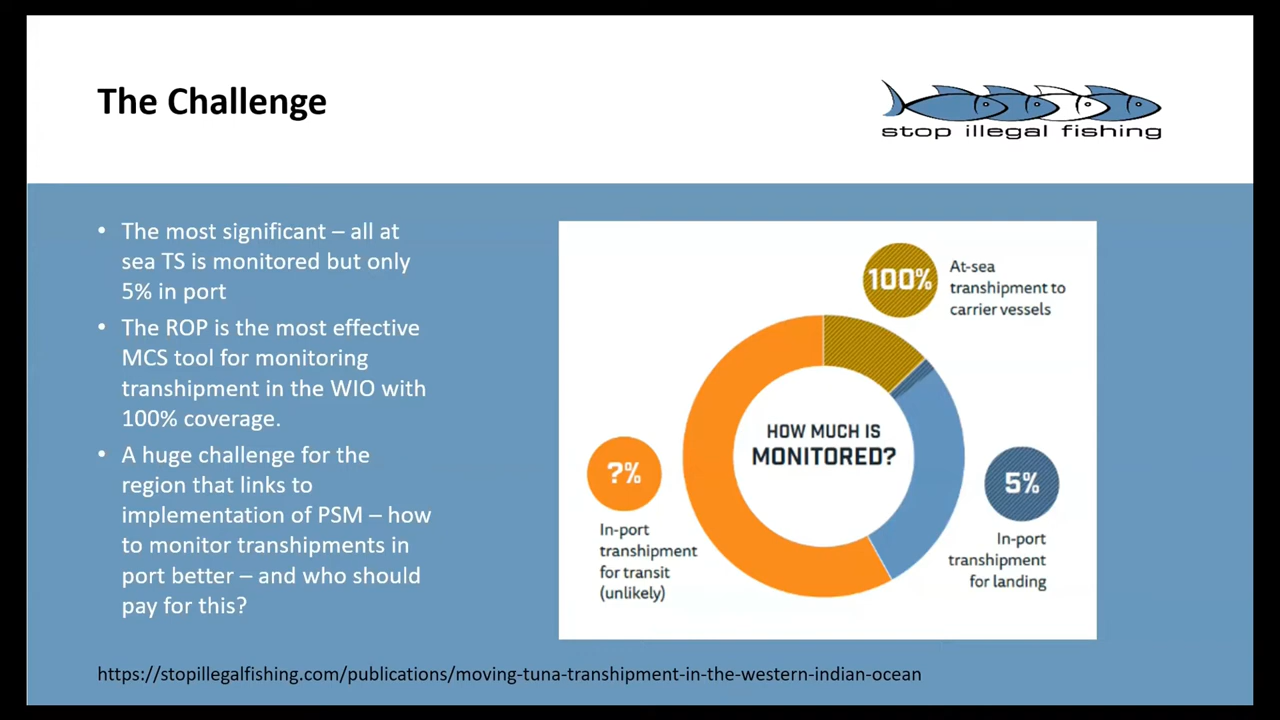 The Challenge
stop illegal fishing
• The most significant – all at
sea TS is monitored but only
5% in port
• The ROP is the most effective
MCS tool for monitoring
transhipment in the WIO with
100% coverage.
• A huge challenge for the
region that links to
implementation of PSM – how
to monitor transhipments in
port better – and who should
pay for this?
100%
At-sea
transhipment to
carrier vessels
HOW MUCH IS
MONITORED?
?%
In-port
transhipment
for transit
(unlikely)
5%
In-port
transhipment
for landing
https://stopillegalfishing.com/publications/moving-tuna-transhipment-in-the-western-indian-ocean